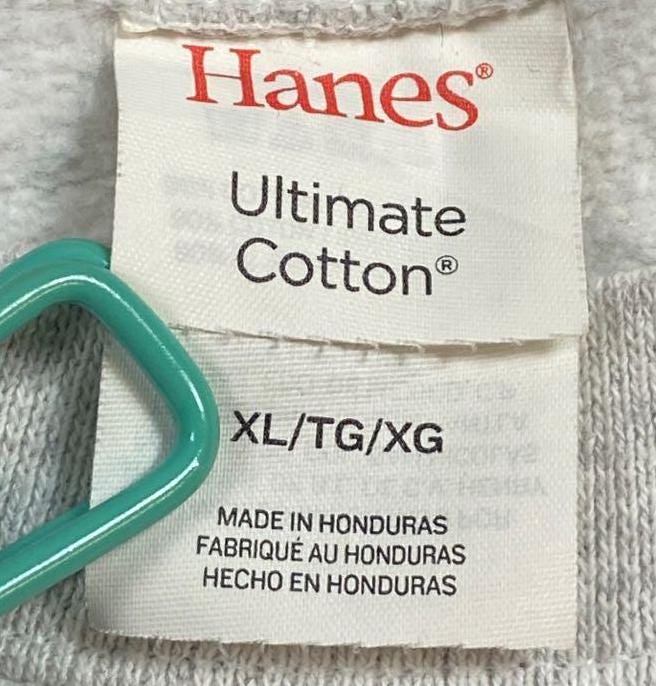 Hanes®
Ultimate
Cotton®
XL/TG/XG
MADE IN HONDURAS
FABRIQUÉ AU HONDURAS
HECHO EN HONDURAS